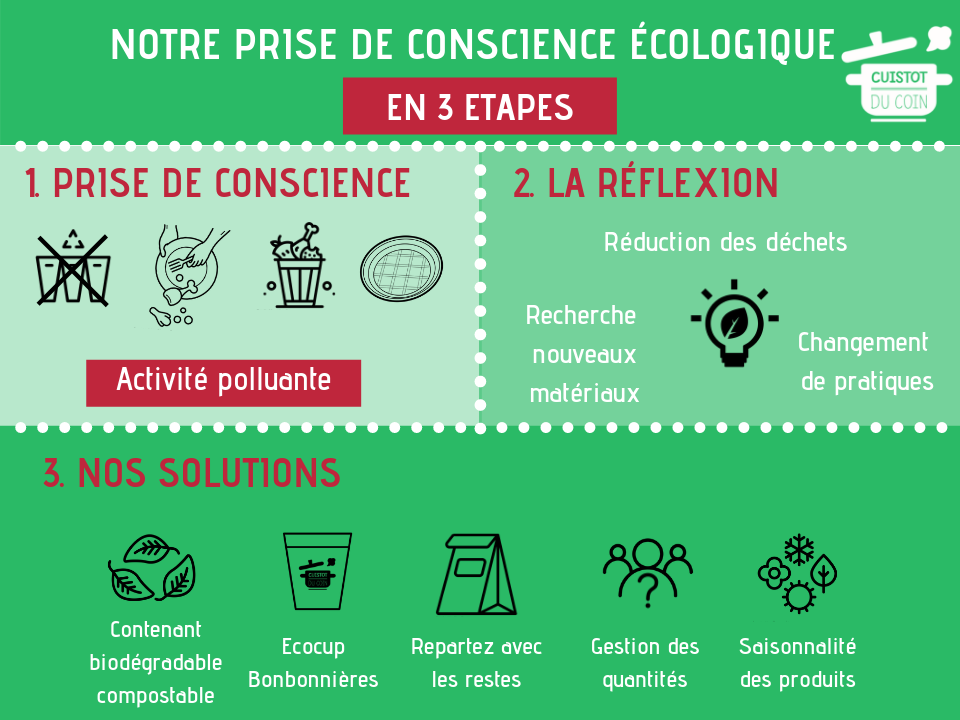 NOTRE PRISE DE CONSCIENCE ÉCOLOGIQUE
EN 3 ETAPES
CUISTOT
DU COIN
1. PRISE DE CONSCIENCE
Activité polluante
2. LA RÉFLEXION
Réduction des déchets
Recherche
nouveaux
matériaux
Changement
de pratiques
3. NOS SOLUTIONS
Contenant
biodégradable
compostable
CUISTOT
DU COIN
Ecocup
Bonbonnières
Repartez avec
les restes
?
Gestion des
quantités
Saisonnalité
des produits